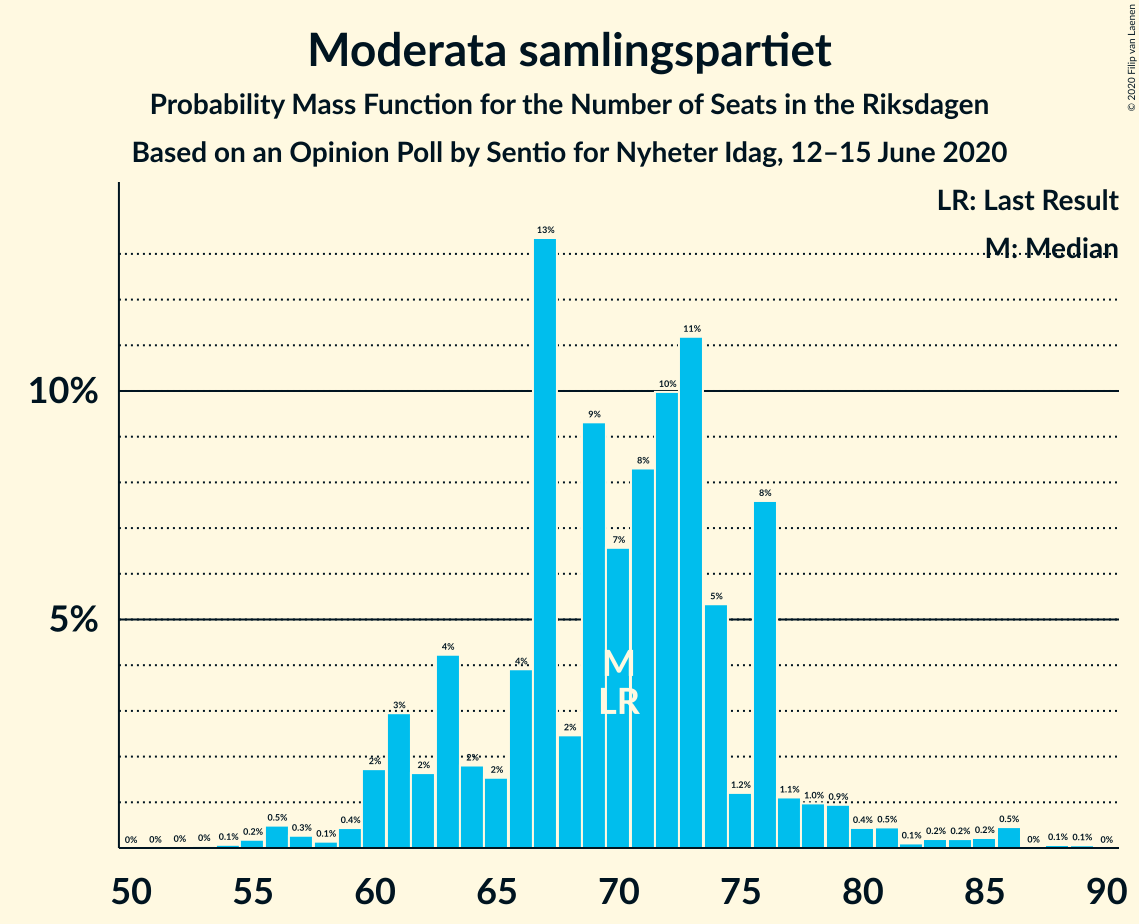 © 2020 Filip van Laenen
Moderata samlingspartiet
Probability Mass Function for the Number of Seats in the Riksdagen
Based on an Opinion Poll by Sentio for Nyheter Idag, 12–15 June 2020
LR: Last Result
M: Median
10%
5%
0% 0% 0% 0% 0.1% 0.2% 0.5% 0.3% 0.1% 0.4% 2% 3% 2% 4% 2% 2% 4% 13% 2% 9% 7% 8% 10% 11% 5% 1.2% 8% 1.1% 1.0% 0.9% 0.4% 0.5% 0.1% 0.2% 0.2% 0.2% 0.5% 0% 0.1% 0.1% 0%
M
LR
50 55 60 65 70 75 80 85 90